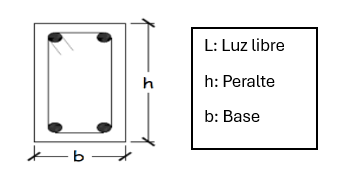 h
b
L: Luz libre
h: Peralte
b: Base